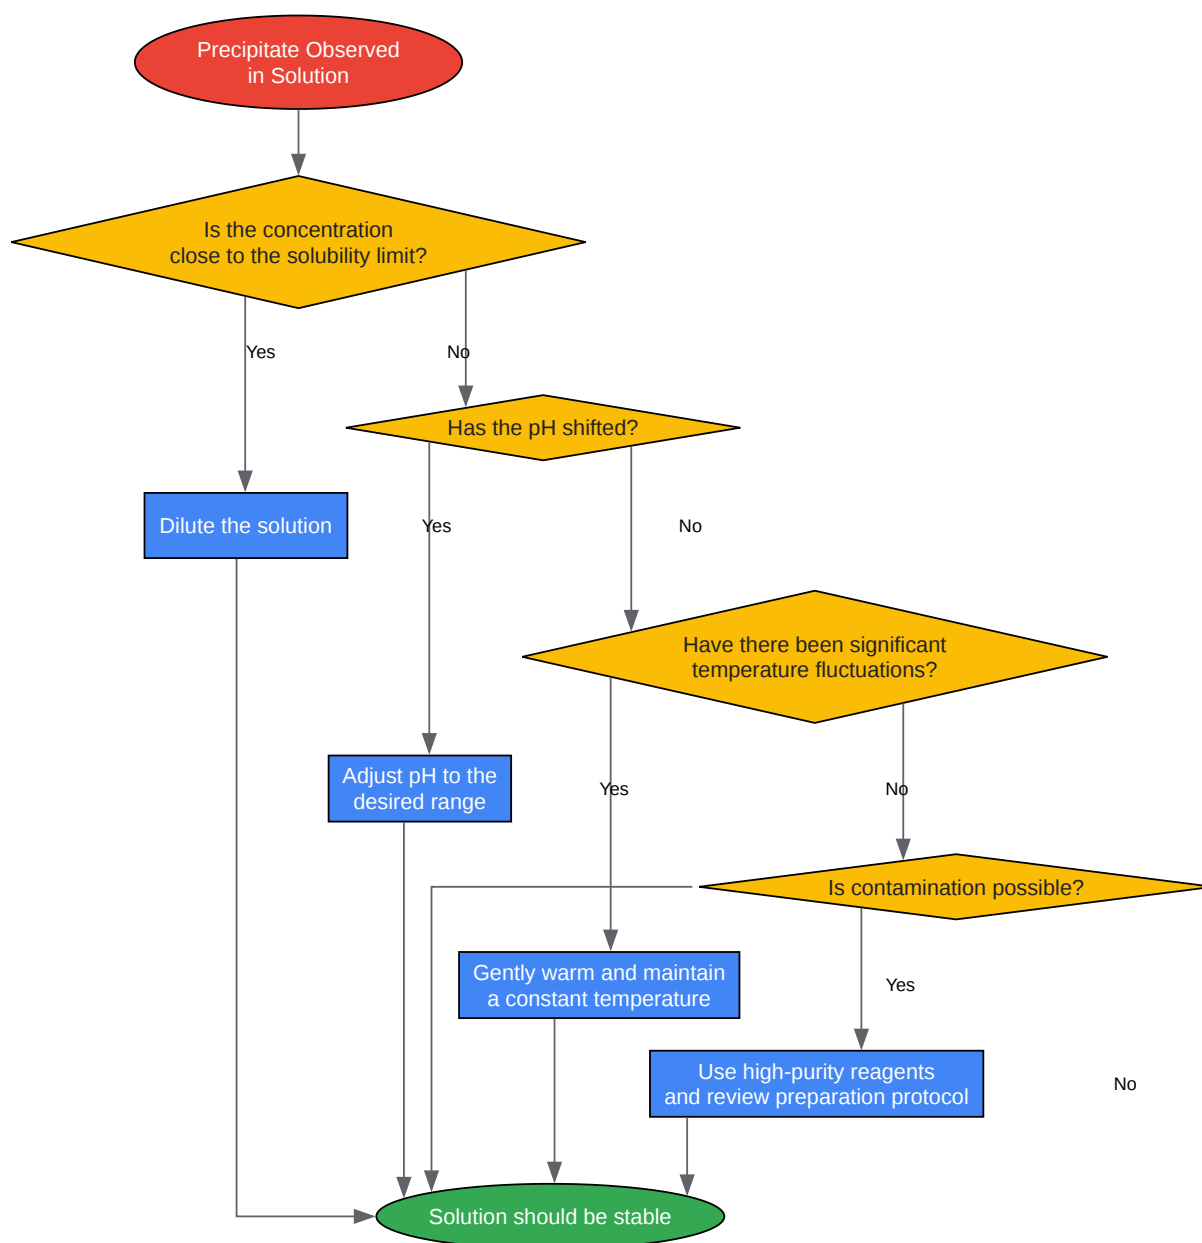 Precipitate Observed
in Solution
Is the concentration
close to the solubility limit?
Yes
No
Has the pH shifted?
Dilute the solution
Yes
No
Have there been significant
temperature fluctuations?
Adjust pH to the
desired range
Yes
No
Is contamination possible?
Gently warm and maintain
a constant temperature
Yes
Use high-purity reagents
and review preparation protocol
No
Solution should be stable